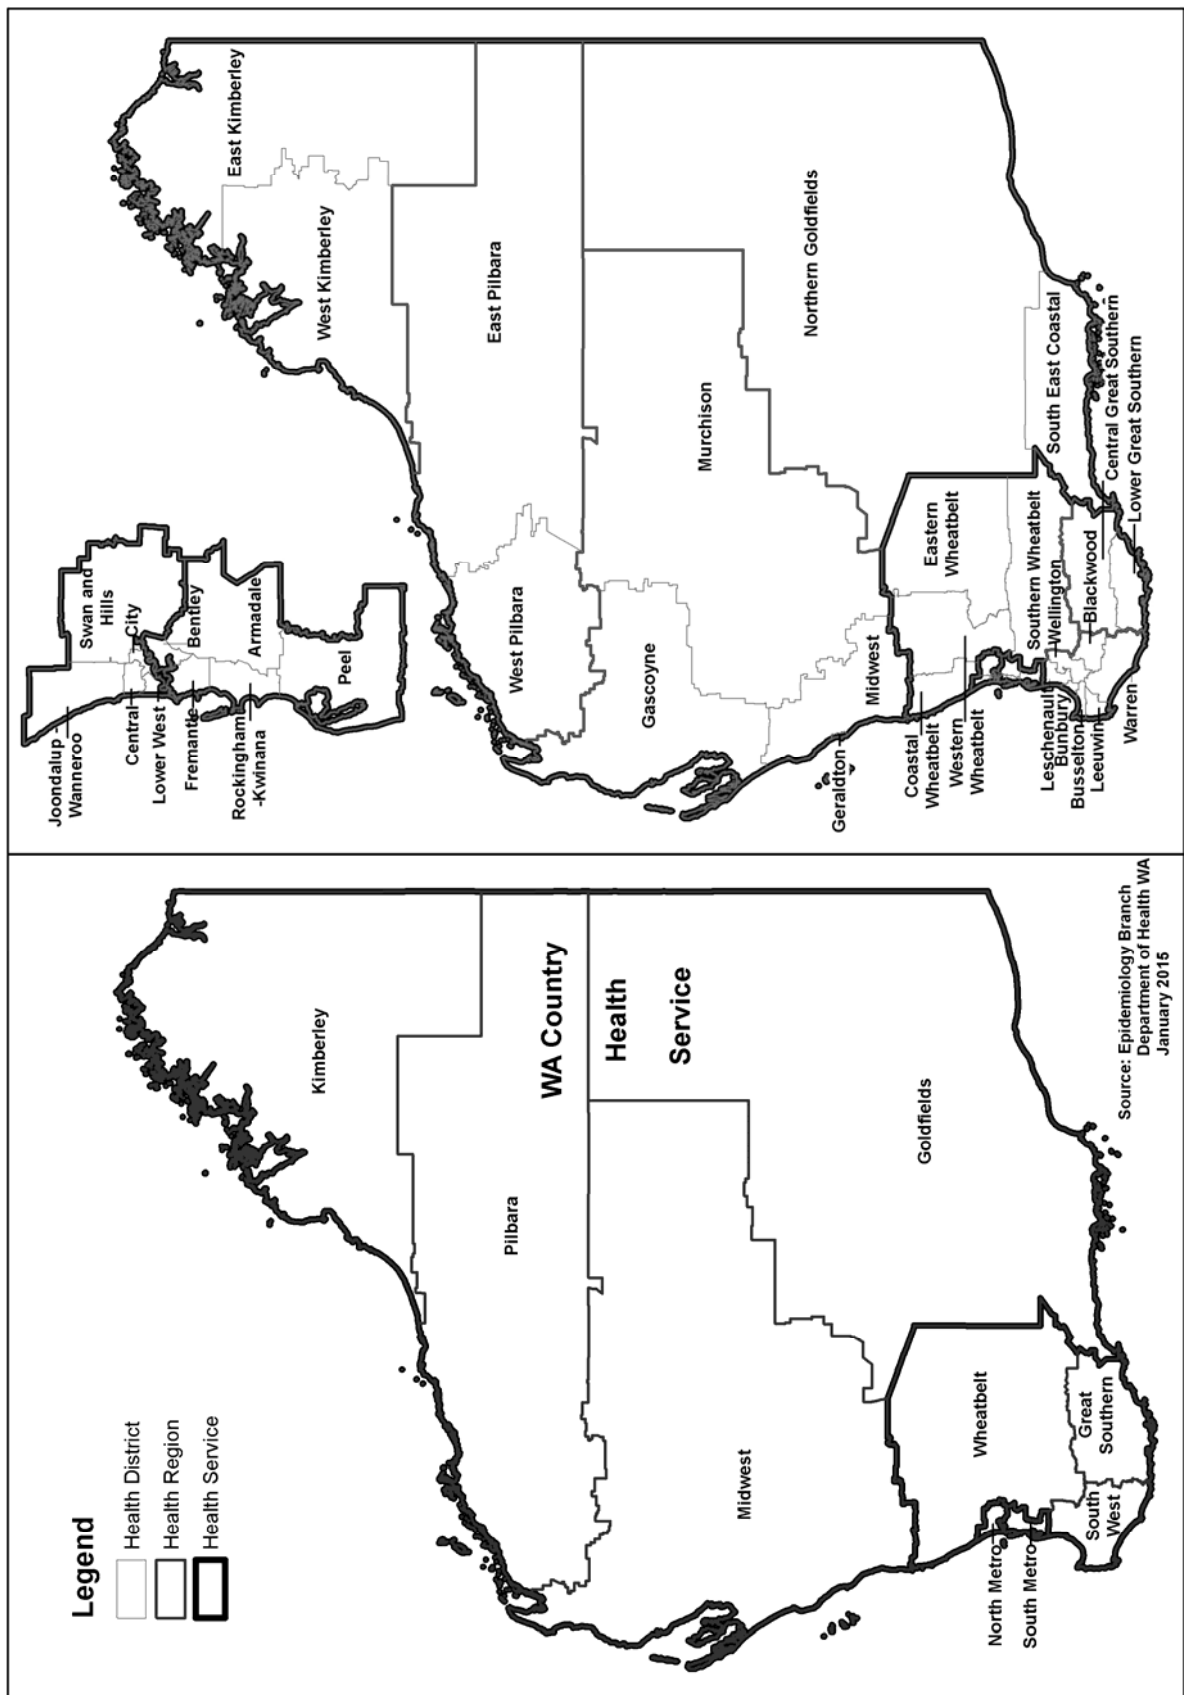 Legend
Health District
Health Region
Health Service
Kimberley
Pilbara
WA Country
Health
Service
Midwest
Goldfields
Wheatbelt
Great
Southern
South
West
North Metro
South Metro
Source: Epidemiology Branch
Department of Health WA
January 2015
Joondalup
Wanneroo
Swan and
Hills
Central
City
Lower West
Bentley
Fremantle
Armadale
Rockingham
-Kwinana
Peel
East Kimberley
West Kimberley
East Pilbara
West Pilbara
Gascoyne
Murchison
Northern Goldfields
Midwest
Geraldton
Coastal
Wheatbelt
Western
Wheatbelt
Eastern
Wheatbelt
Southern Wheatbelt
Wellington
Leschenault
Bunbury
Busselton
Leeuwin
Warren
Blackwood
South East Coastal
Central Great Southern
Lower Great Southern